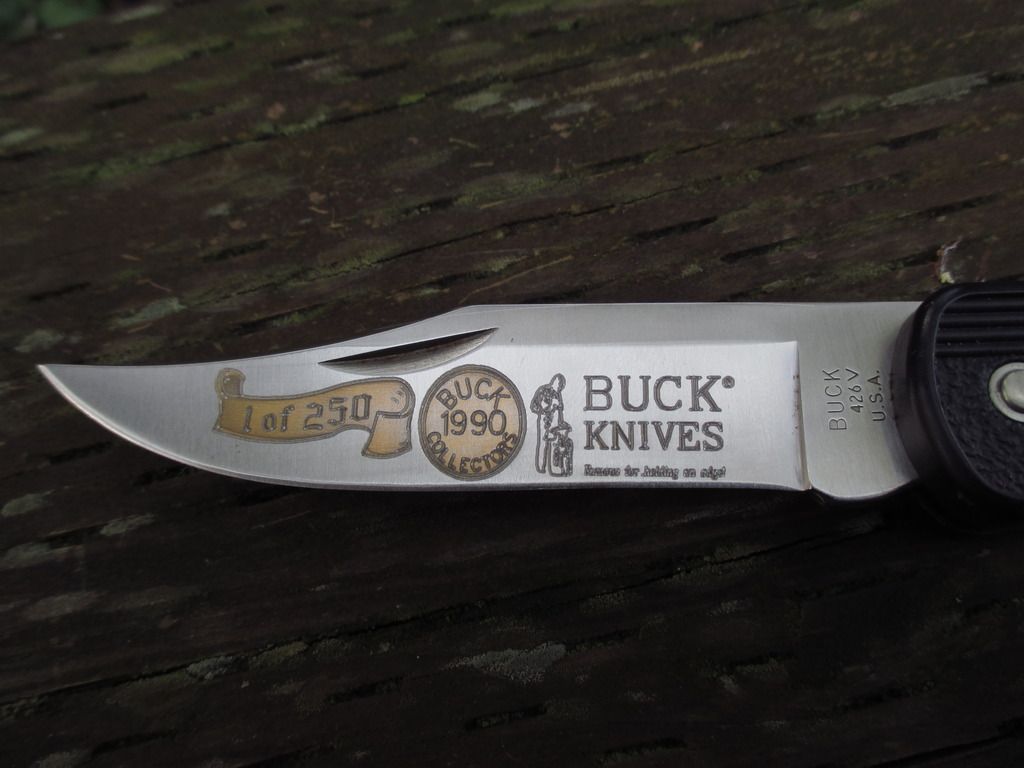 1 of 250
BUCK
1990
COLLECTORS
BUCK®
KNIVES
Famous for holding an edge!
BUCK
426V
U.S.A.